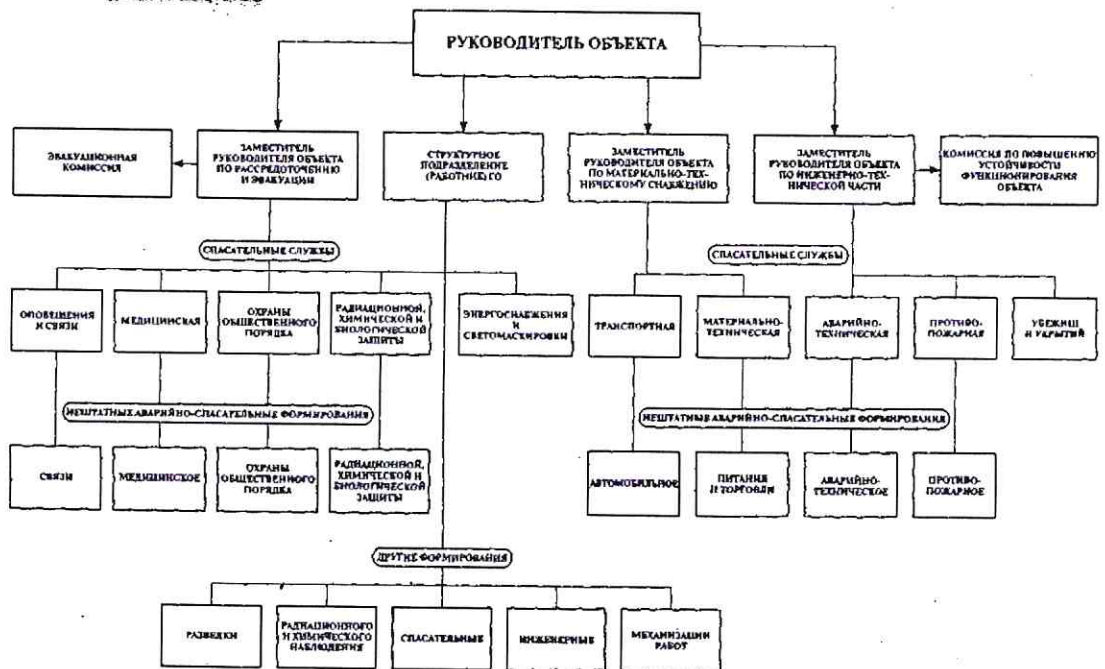 РУКОВОДИТЕЛЬ ОБЪЕКТА
ЭВАКУАЦИОННАЯ
КОМИССИЯ
ЗАМЕСТИТЕЛЬ
РУКОВОДИТЕЛЯ ОБЪЕКТА
ПО РАССРЕДОТОЧЕНИЮ
И ЭВАКУАЦИИ
СТРУКТУРНОЕ
ПОДРАЗДЕЛЕНИЕ
(РАБОТНИК) ГО
ЗАМЕСТИТЕЛЬ
РУКОВОДИТЕЛЯ ОБЪЕКТА
ПО МАТЕРИАЛЬНО-ТЕХ-
НИЧЕСКОМУ СНАБЖЕНИЮ
ЗАМЕСТИТЕЛЬ
РУКОВОДИТЕЛЯ ОБЪЕКТА
ПО ИНЖЕНЕРНО-ТЕХ-
НИЧЕСКОЙ ЧАСТИ
КОМИССИЯ ПО ПОВЫШЕНИЮ
УСТОЙЧИВОСТИ
ФУНКЦИОНИРОВАНИЯ
ОБЪЕКТА
СПАСАТЕЛЬНЫЕ СЛУЖБЫ
СПАСАТЕЛЬНЫЕ СЛУЖБЫ
ОПОВЕЩЕНИЯ
И СВЯЗИ
МЕДИЦИНСКАЯ
ОХРАНЫ
ОБЩЕСТВЕННОГО
ПОРЯДКА
РАДИАЦИОННОЙ,
ХИМИЧЕСКОЙ И
БИОЛОГИЧЕСКОЙ
ЗАЩИТЫ
ЭНЕРГОСНАБЖЕНИЯ
И
СВЕТОМАСКИРОВКИ
ТРАНСПОРТНАЯ
МАТЕРИАЛЬНО-
ТЕХНИЧЕСКАЯ
АВАРИЙНО-
ТЕХНИЧЕСКАЯ
ПРОТИВО-
ПОЖАРНАЯ
УБЕЖИЩ
И УКРЫТИЙ
НЕШТАТНЫХ АВАРИЙНО-СПАСАТЕЛЬНЫЕ ФОРМИРОВАНИЯ
НЕШТАТНЫХ АВАРИЙНО-СПАСАТЕЛЬНЫЕ ФОРМИРОВАНИЯ
СВЯЗИ
МЕДИЦИНСКОЕ
ОХРАНЫ
ОБЩЕСТВЕННОГО
ПОРЯДКА
РАДИАЦИОННОЙ,
ХИМИЧЕСКОЙ И
БИОЛОГИЧЕСКОЙ
ЗАЩИТЫ
АВТОМОБИЛЬНОЕ
ПИТАНИЯ
И ТОРГОВЛИ
АВАРИЙНО-
ТЕХНИЧЕСКОЕ
ПРОТИВО-
ПОЖАРНОЕ
ДРУГИЕ ФОРМИРОВАНИЯ
РАЗВЕДКИ
РАДИАЦИОННОГО
И ХИМИЧЕСКОГО
НАБЛЮДЕНИЯ
СПАСАТЕЛЬНЫЕ
ИНЖЕНЕРНЫЕ
МЕХАНИЗАЦИИ
РАБОТ